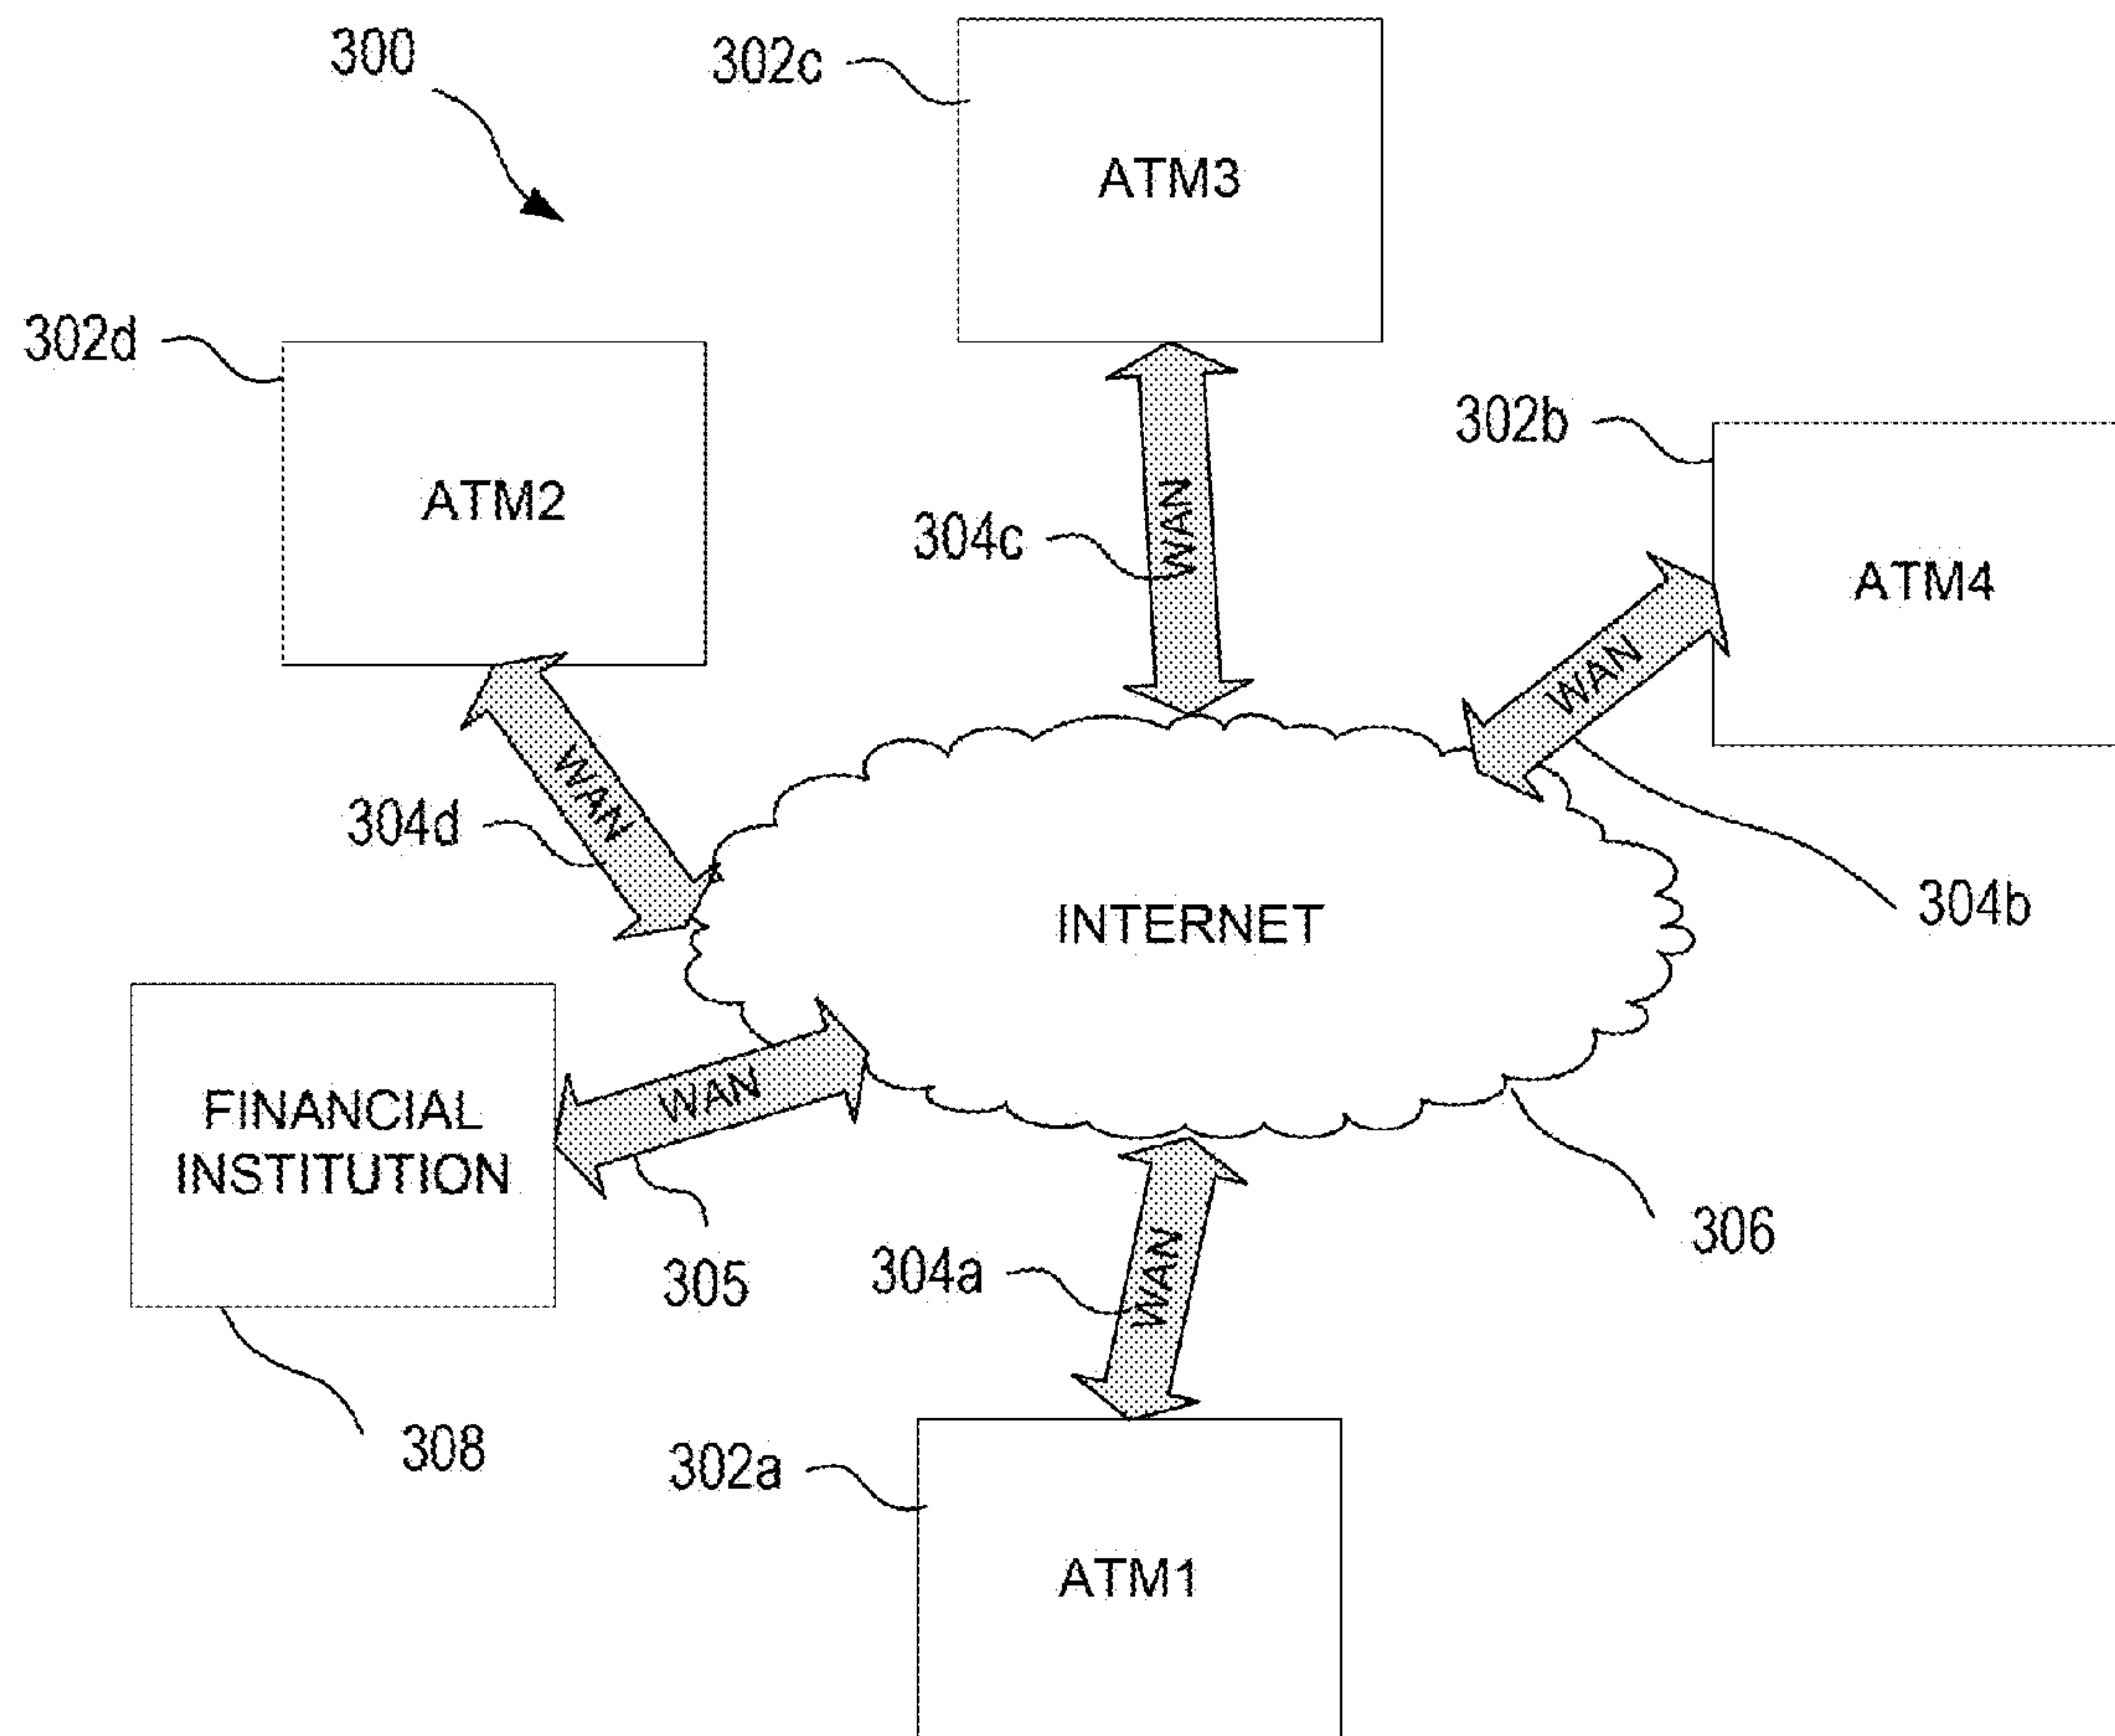 300
302c
ATM3
302d
ATM2
302b
ATM4
304c
WAN
WAN
304d
WAN
INTERNET
304b
FINANCIAL
INSTITUTION
WAN
305
304a
WAN
306
308
302a
ATM1